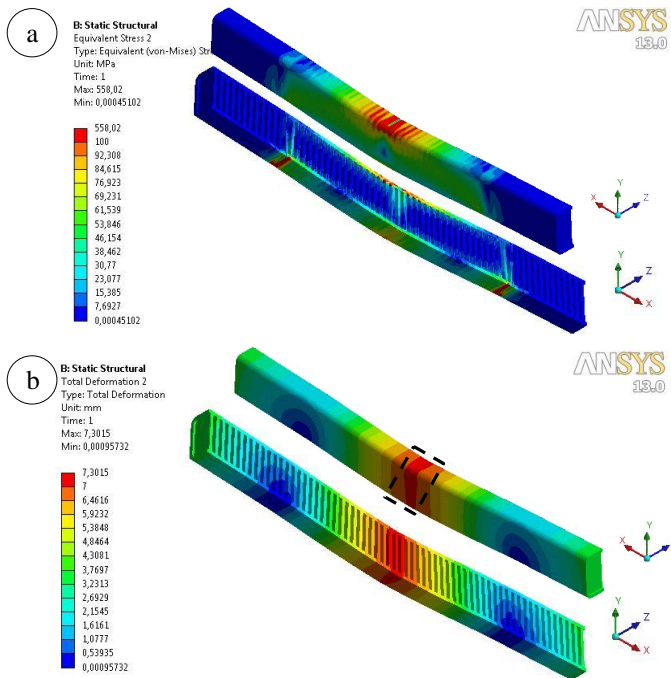 a
B: Static Structural
Equivalent Stress 2
Type: Equivalent (von-Mises) Str
Unit: MPa
Time: 1
Max: 558,02
Min: 0,00045102
ANSYS
13.0
558,02
100
92,308
84,615
76,923
69,231
61,539
53,846
46,154
38,462
30,77
23,077
15,385
7,6927
0,00045102
Y
X
Z
Y
Z
X
b
B: Static Structural
Total Deformation 2
Type: Total Deformation
Unit: mm
Time: 1
Max: 7,3015
Min: 0,00095732
ANSYS
13.0
7,3015
7
6,4616
5,9232
5,3848
4,8464
4,3081
3,7697
3,2313
2,6929
2,1545
1,6161
1,0777
0,53935
0,00095732
Y
X
Y
Z
X